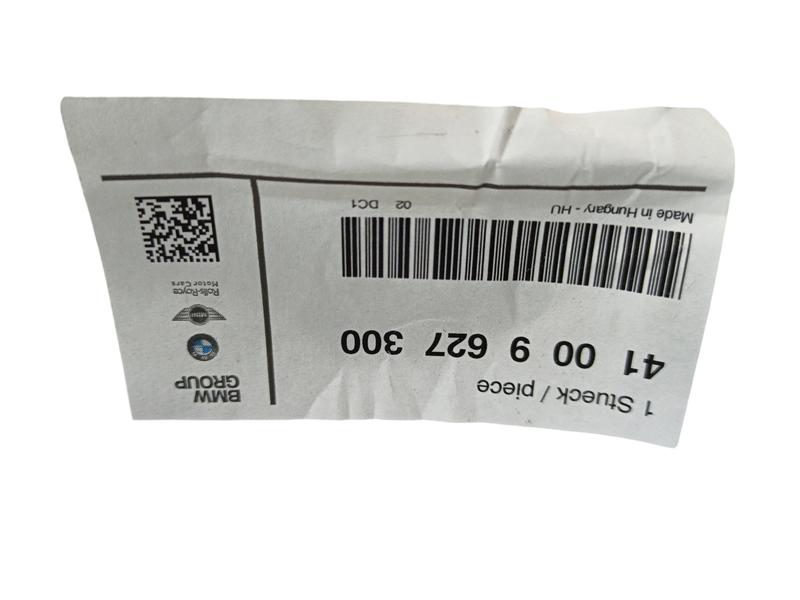 1 Stueck / piece
41 00 9 627 300
Made in Hungary - HU
02 DC1
BMW
GROUP
MINI
Rolls-Royce
Motor Cars